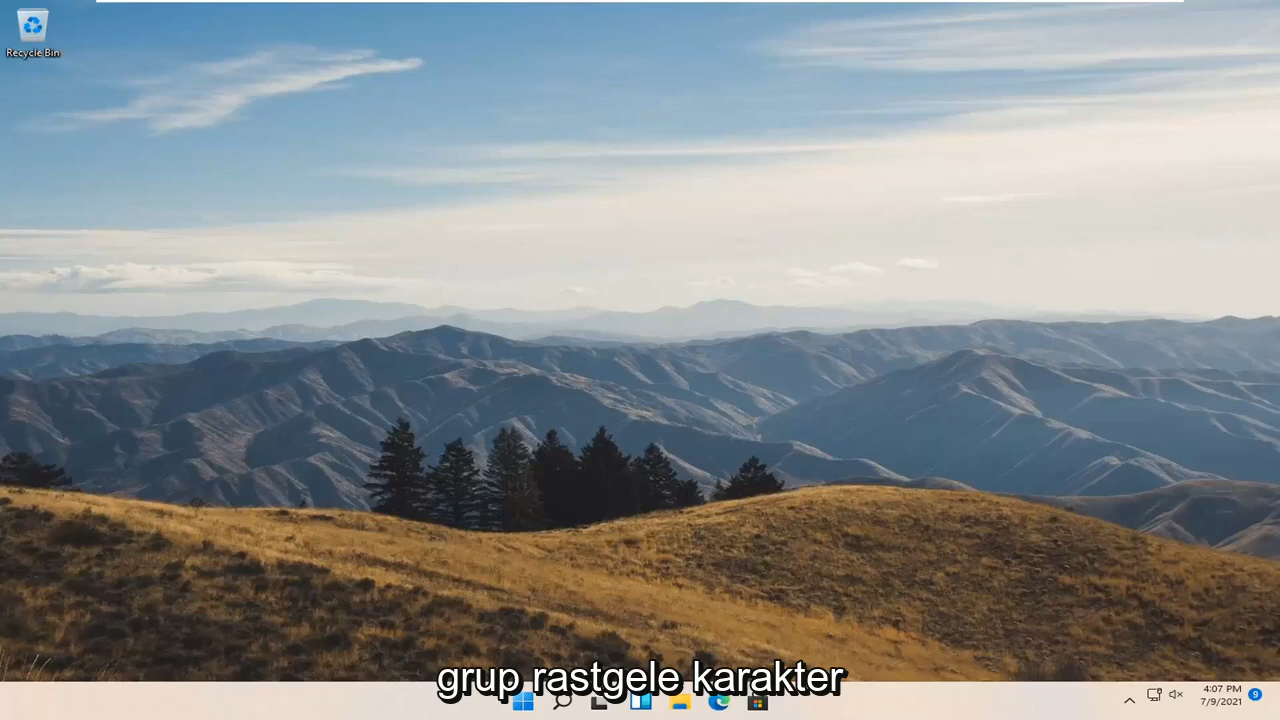 Recycle Bin
grup rastgele karakter
4:07 PM
7/9/2021
9